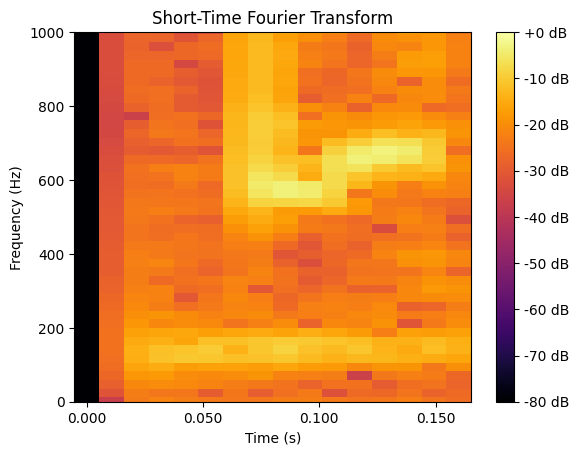 Short-Time Fourier Transform
1000
800
600
400
200
0
Frequency (Hz)
0.000
0.050
0.100
0.150
Time (s)
+0 dB
-10 dB
-20 dB
-30 dB
-40 dB
-50 dB
-60 dB
-70 dB
-80 dB